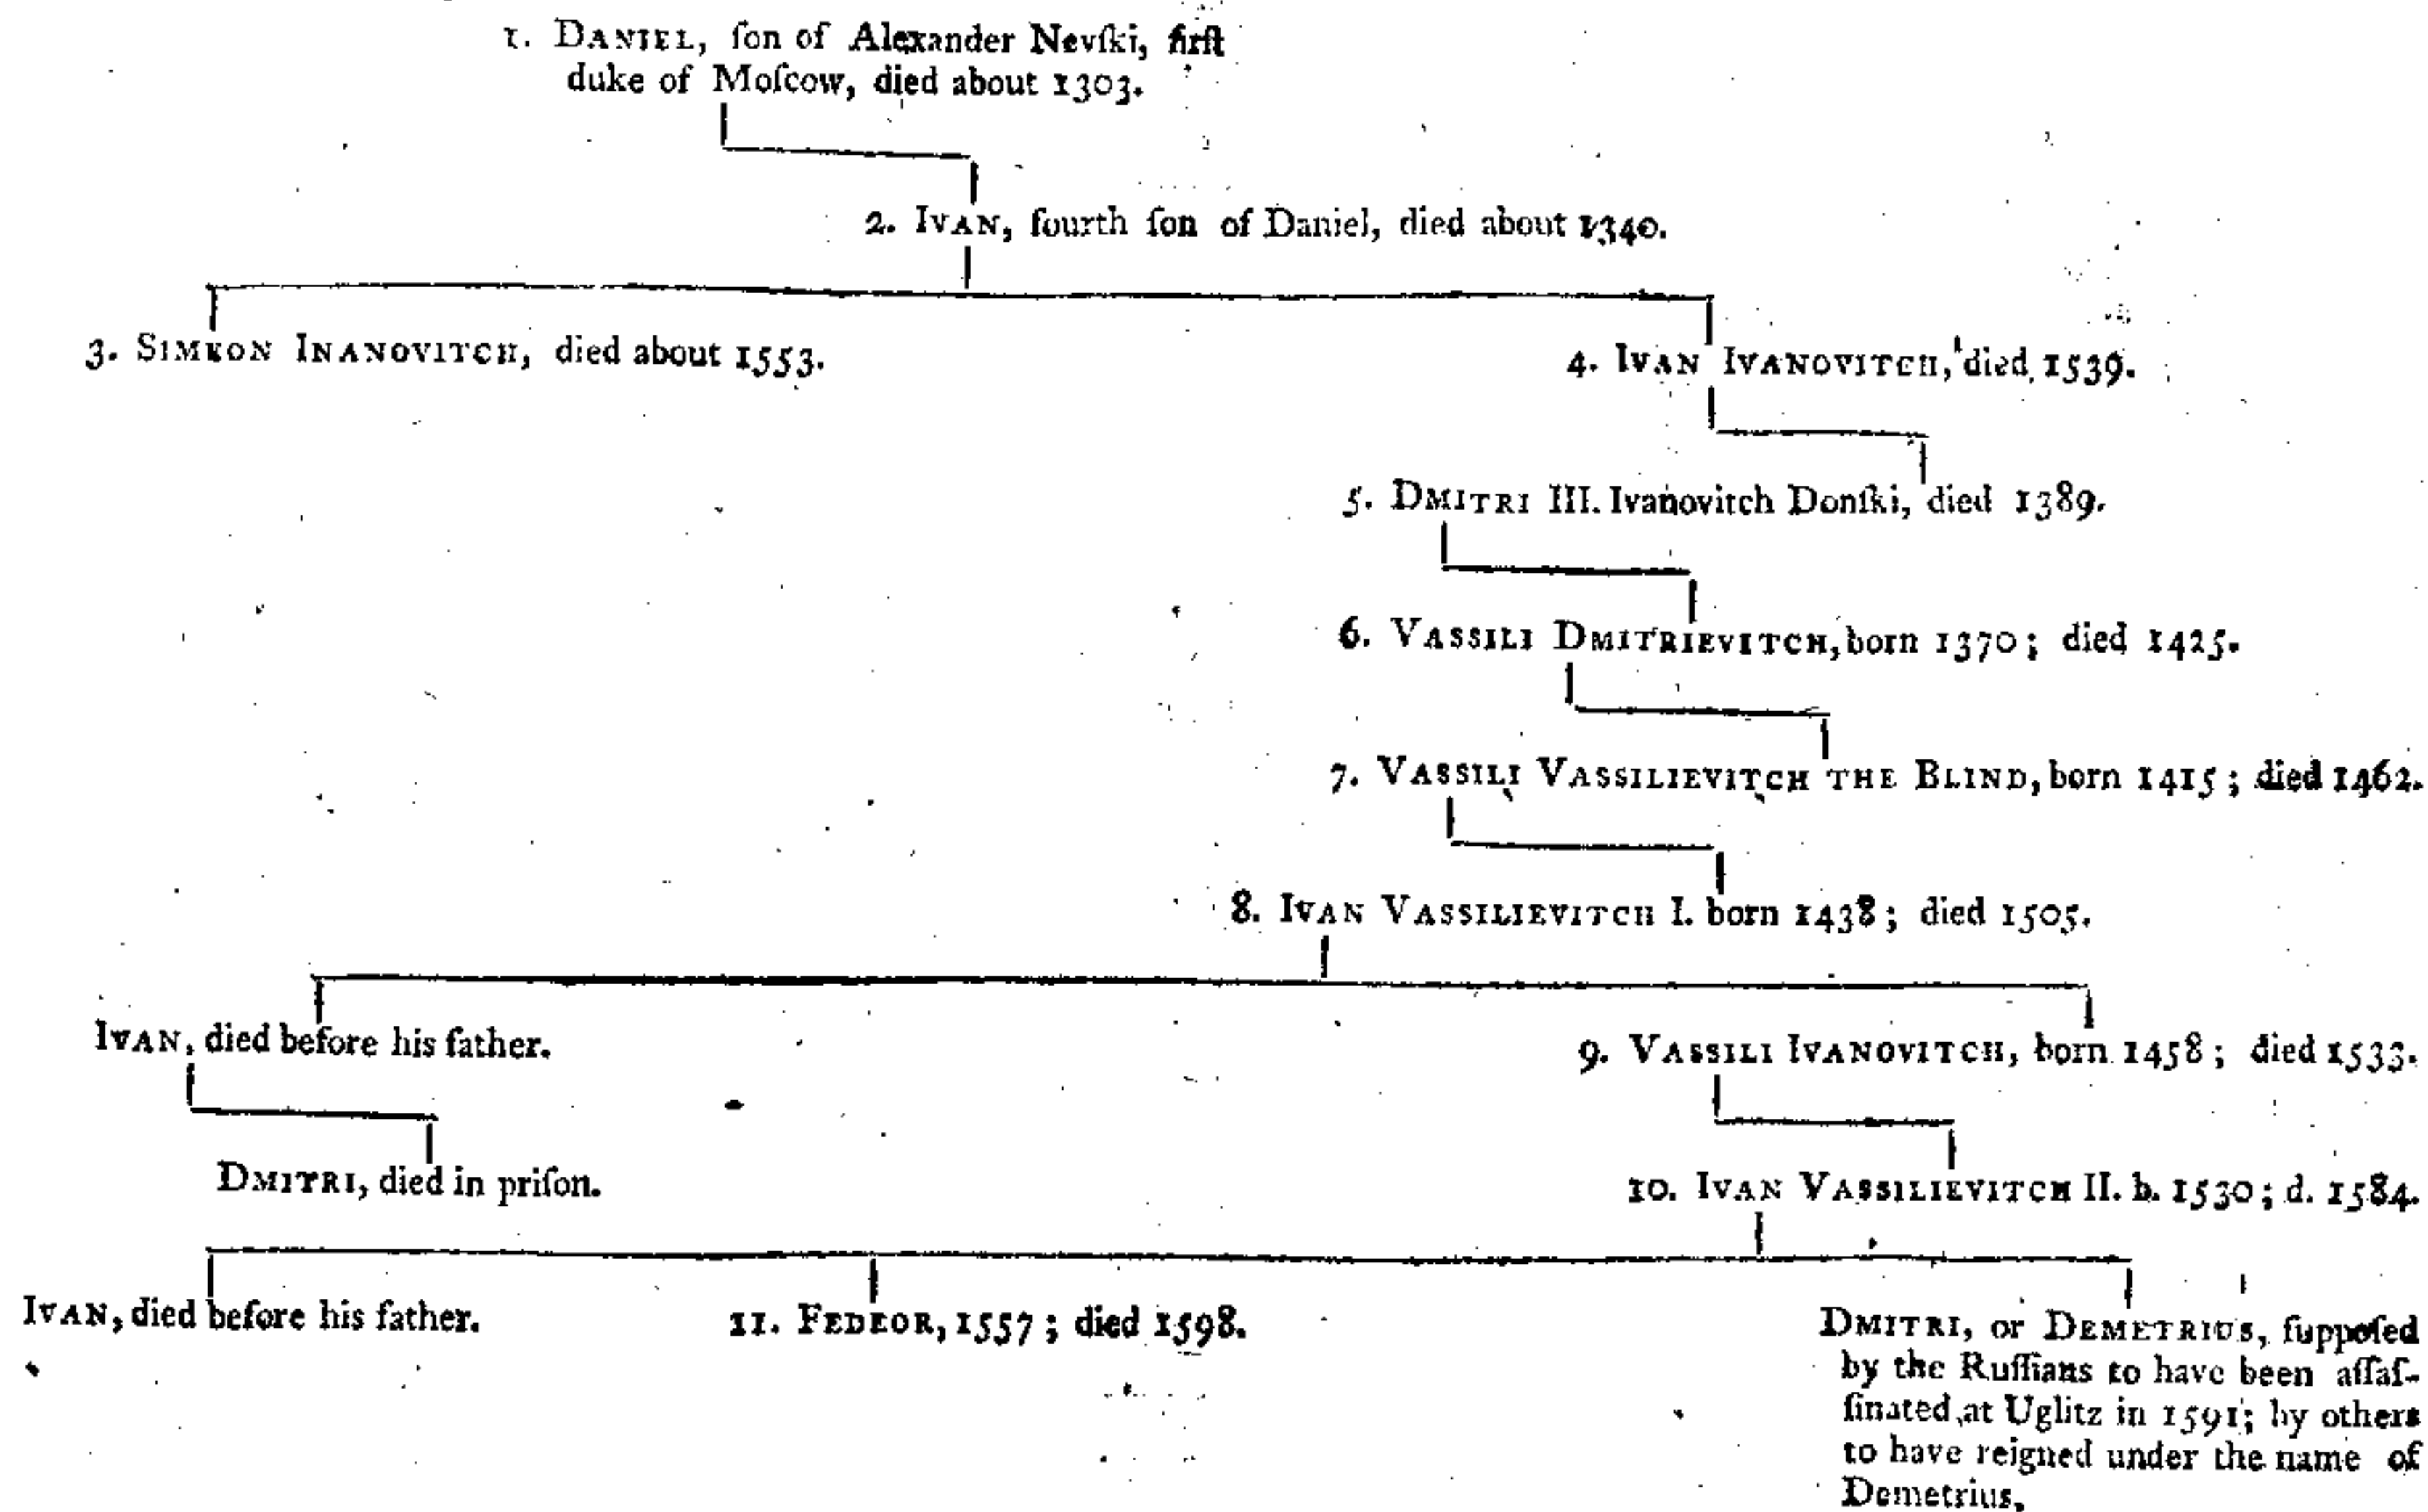 1. DANIEL, ſon of Alexander Nevſki, firſt
duke of Moſcow, died about 1303.
2. IVAN, fourth ſon of Daniel, died about 1340.
3. SIMEON INANOVITCH, died about 1553.
4. IVAN IVANOVITCH, died 1539.
5. DMITRI III. Ivanovitch Donſki, died 1389.
6. VASSILI DMITRIEVITCH, born 1370; died 1425.
7. VASSILI VASSILIEVITCH THE BLIND, born 1415; died 1462.
8. IVAN VASSILIEVITCH I. born 1438; died 1505.
IVAN, died before his father.
9. VASSILI IVANOVITCH, born 1458; died 1533.
DMITRI, died in priſon.
10. IVAN VASSILIEVITCH II. b. 1530; d. 1584.
IVAN, died before his father.
11. FEDEOR, 1557; died 1598.
DMITRI, or DEMETRIUS, ſuppoſed
by the Ruſſians to have been aſſaſ-
ſinated at Uglitz in 1591; by others
to have reigned under the name of
Demetrius.